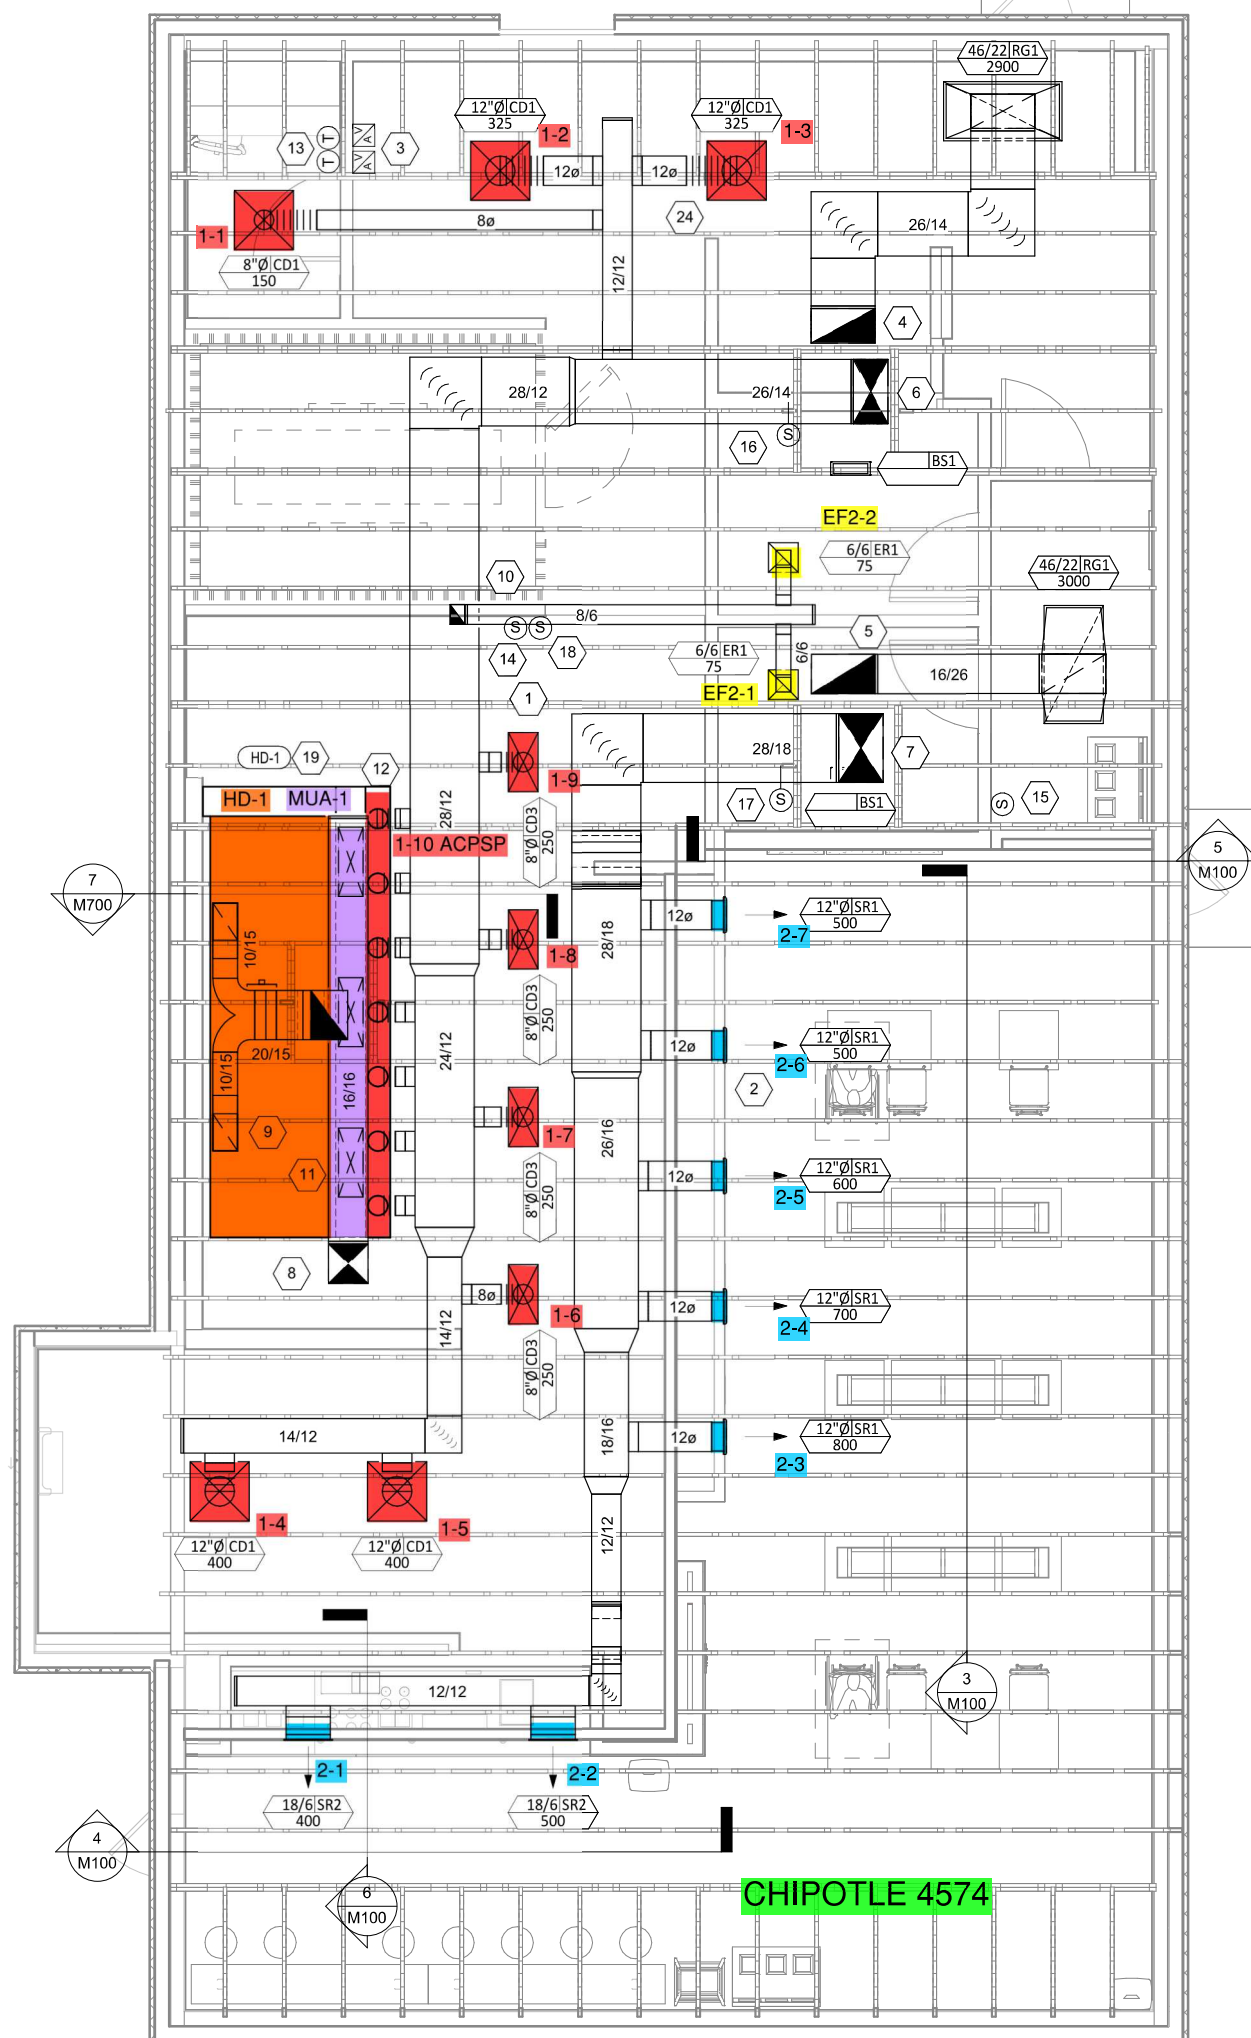 46/22 RG1
2900
12"Ø CD1
325
1-2
12"Ø CD1
325
1-3
13
T
T
V
A
V
A
3
12ø
12ø
24
8ø
1-1
8"Ø CD1
150
12/12
26/14
4
28/12
26/14
6
16
S
BS1
EF2-2
6/6 ER1
75
46/22 RG1
3000
10
8/6
S
S
14
18
5
6/6 ER1
75
6/6
EF2-1
16/26
1
28/18
7
HD-1
19
12
1-9
17
S
BS1
S
15
HD-1
MUA-1
28/12
8"Ø CD3
250
1-10 ACPSP
5
M100
7
M700
12ø
12"Ø SR1
500
2-7
10/15
1-8
28/18
8"Ø CD3
250
20/15
24/12
12ø
12"Ø SR1
500
2-6
10/15
16/16
2
9
1-7
26/16
11
8"Ø CD3
250
12ø
12"Ø SR1
600
2-5
8
8ø
1-6
14/12
12ø
12"Ø SR1
700
2-4
8"Ø CD3
250
14/12
18/16
12ø
12"Ø SR1
800
2-3
1-4
1-5
12"Ø CD1
400
12"Ø CD1
400
12/12
12/12
3
M100
2-1
2-2
18/6 SR2
400
18/6 SR2
500
4
M100
6
M100
CHIPOTLE 4574